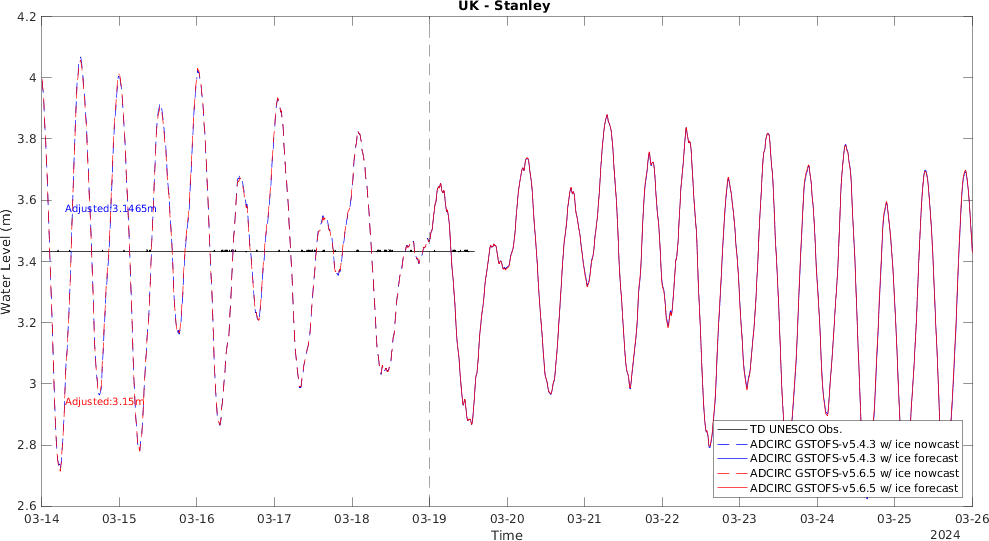 UK - Stanley
4.2
4
3.8
3.6
3.4
3.2
3
2.8
2.6
Water Level (m)
Adjusted:3.1465m
Adjusted:3.15m
TD UNESCO Obs.
ADCIRC GSTOFS-v5.4.3 w/ ice nowcast
ADCIRC GSTOFS-v5.4.3 w/ ice forecast
ADCIRC GSTOFS-v5.6.5 w/ ice nowcast
ADCIRC GSTOFS-v5.6.5 w/ ice forecast
03-14 03-15 03-16 03-17 03-18 03-19 03-20 03-21 03-22 03-23 03-24 03-25 03-26
Time
2024